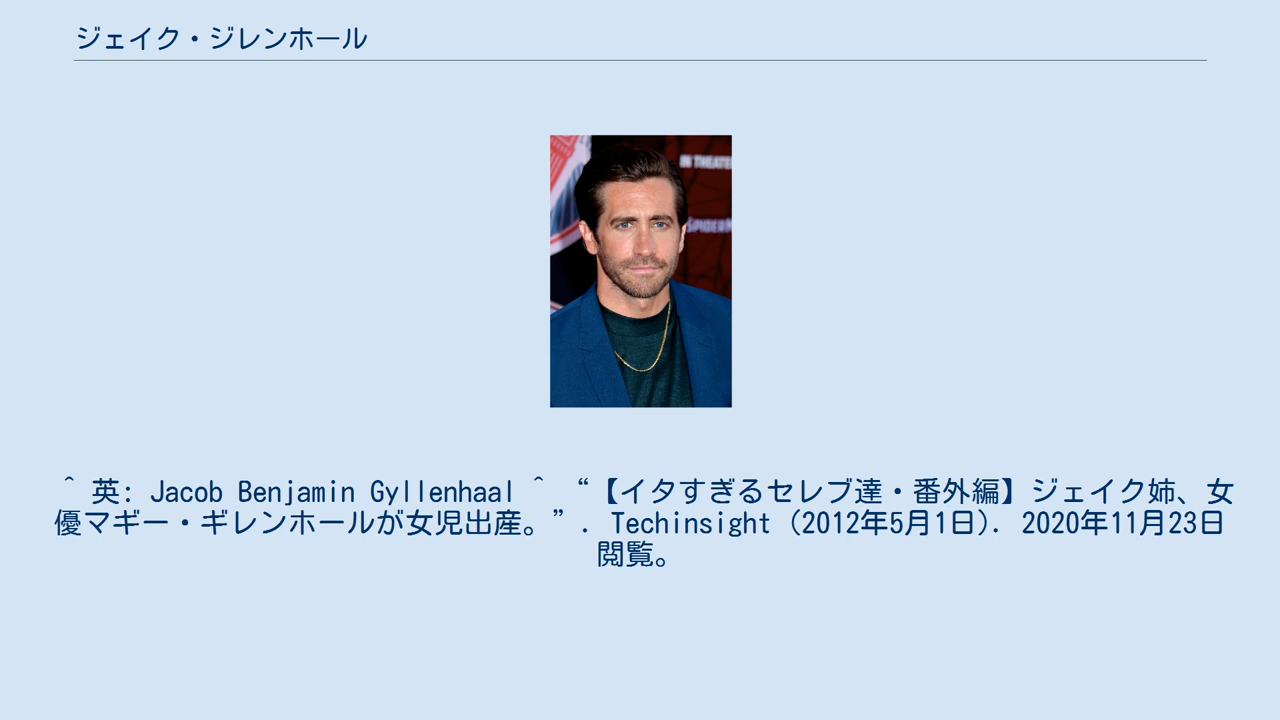 ジェイク・ジレンホール
IN THEATE
SPIDERM
^ 英: Jacob Benjamin Gyllenhaal ^ “【イタすぎるセレブ達・番外編】ジェイク姉、女
優マギー・ギレンホールが女児出産。”. Techinsight (2012年5月1日). 2020年11月23日
閲覧。